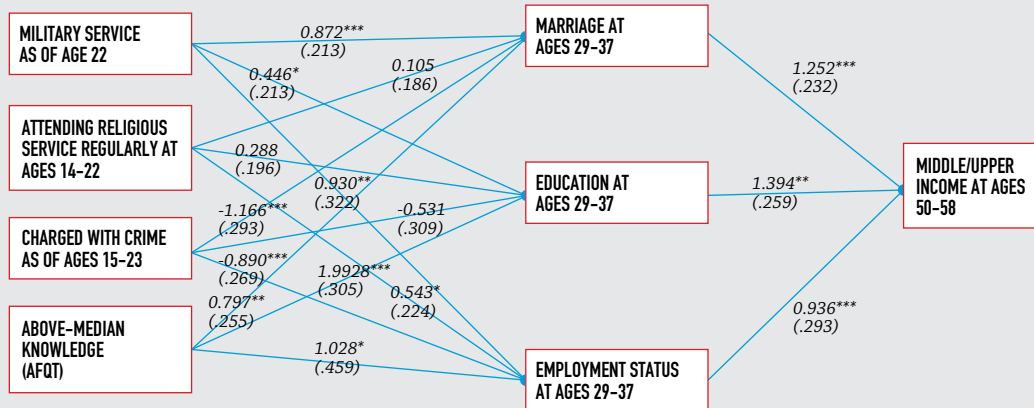 MILITARY SERVICE
AS OF AGE 22
ATTENDING RELIGIOUS
SERVICE REGULARLY AT
AGES 14–22
CHARGED WITH CRIME
AS OF AGES 15–23
ABOVE–MEDIAN
KNOWLEDGE
(AFQT)
0.872***
(.213)
0.446*
(.213)
0.105
(.186)
0.288
(.196)
0.930**
(.322)
-1.166***
(.293)
-0.531
(.309)
-0.890***
(.269)
1.9928***
(.305)
0.543*
(.224)
0.797**
(.255)
1.028*
(.459)
MARRIAGE AT
AGES 29–37
EDUCATION AT
AGES 29–37
EMPLOYMENT STATUS
AT AGES 29–37
1.252***
(.232)
1.394**
(.259)
0.936***
(.293)
MIDDLE/UPPER
INCOME AT AGES
50–58